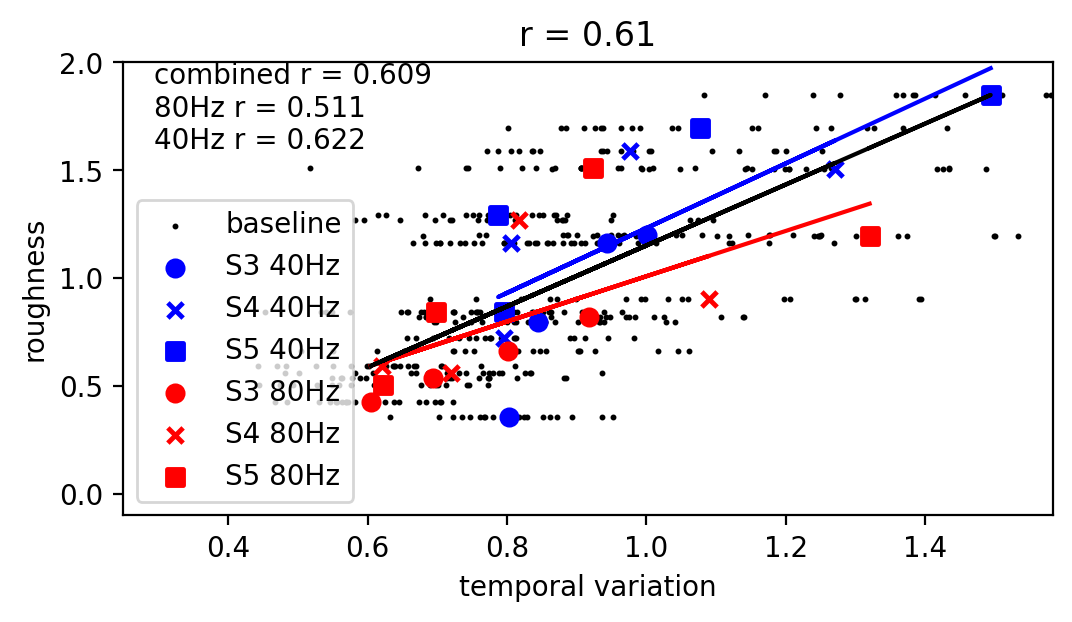 r = 0.61
combined r = 0.609
80Hz r = 0.511
40Hz r = 0.622
baseline
S3 40Hz
S4 40Hz
S5 40Hz
S3 80Hz
S4 80Hz
S5 80Hz
roughness
2.0
1.5
1.0
0.5
0.0
0.4 0.6 0.8 1.0 1.2 1.4
temporal variation